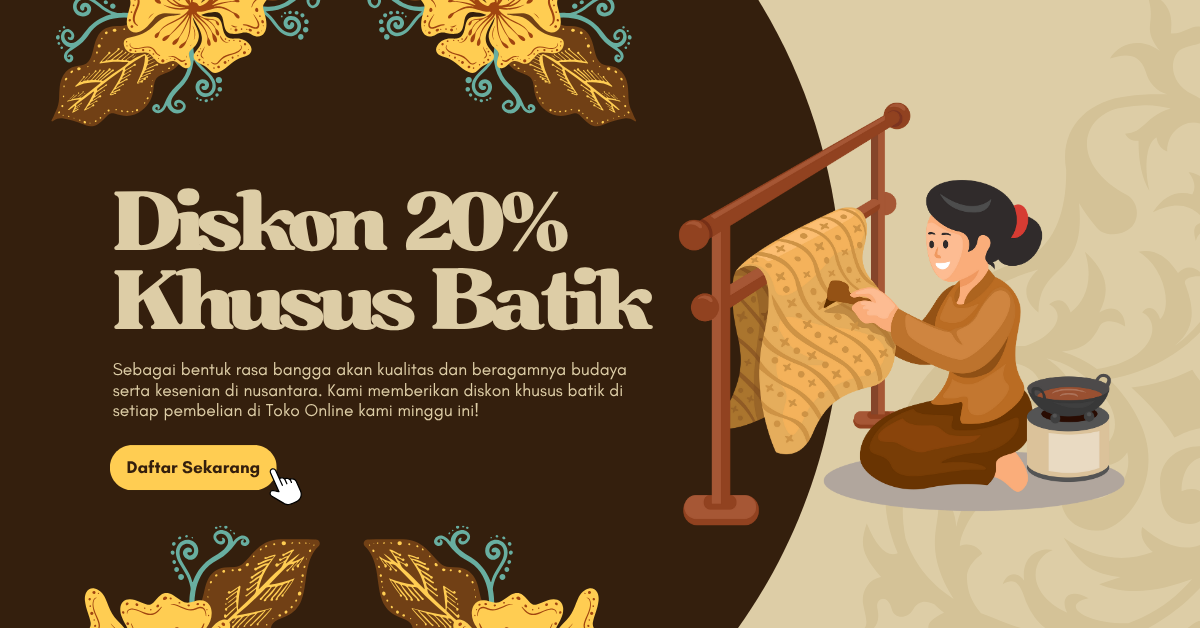 Diskon 20%
Khusus Batik
Sebagai bentuk rasa bangga akan kualitas dan beragamnya budaya
serta kesenian di nusantara. Kami memberikan diskon khusus batik di
setiap pembelian di Toko Online kami minggu ini!
Daftar Sekarang